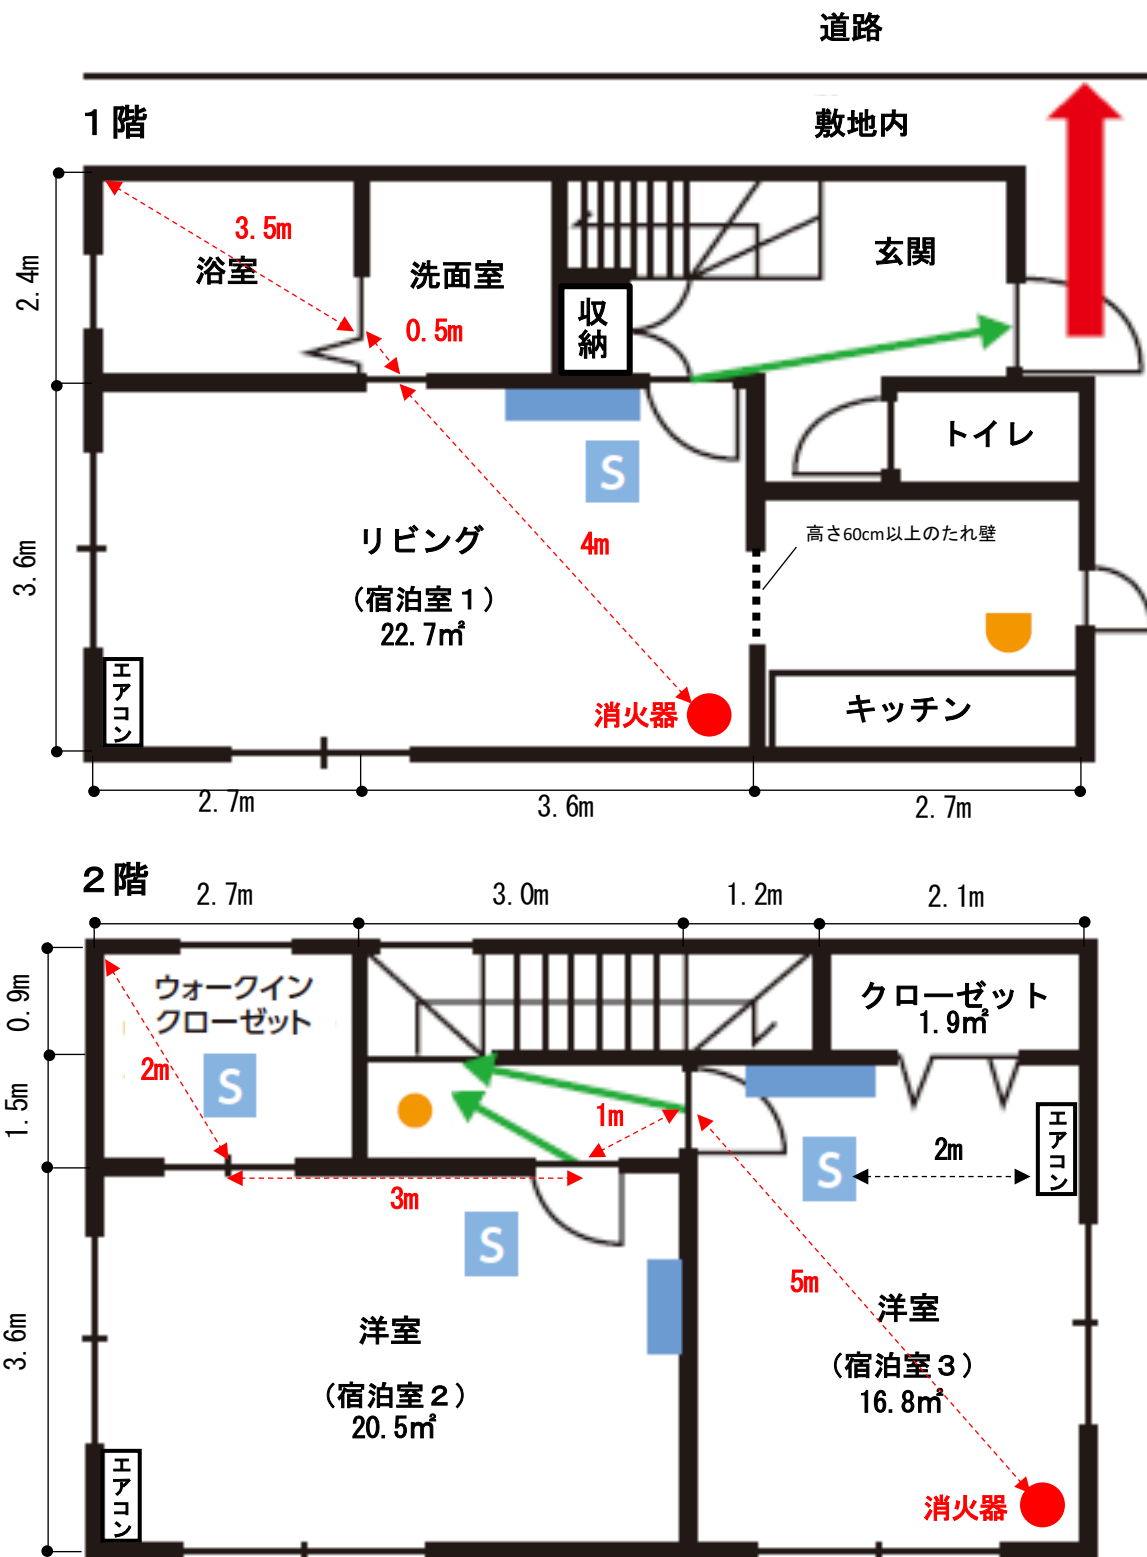 道路
1階
敷地内
3.5m
浴室
洗面室
玄関
2.4m
収
納
0.5m
トイレ
S
リビング
4m
高さ60cm以上のたれ壁
3.6m
(宿泊室1)
22.7㎡
エアコン
消火器
キッチン
2.7m
3.6m
2.7m
2階
2.7m
3.0m
1.2m
2.1m
0.9m
ウォークイン
クローゼット
クローゼット
1.9㎡
2m
S
1.5m
1m
エアコン
2m
S
3m
S
5m
洋室
洋室
3.6m
(宿泊室3)
16.8㎡
(宿泊室2)
20.5㎡
エアコン
消火器